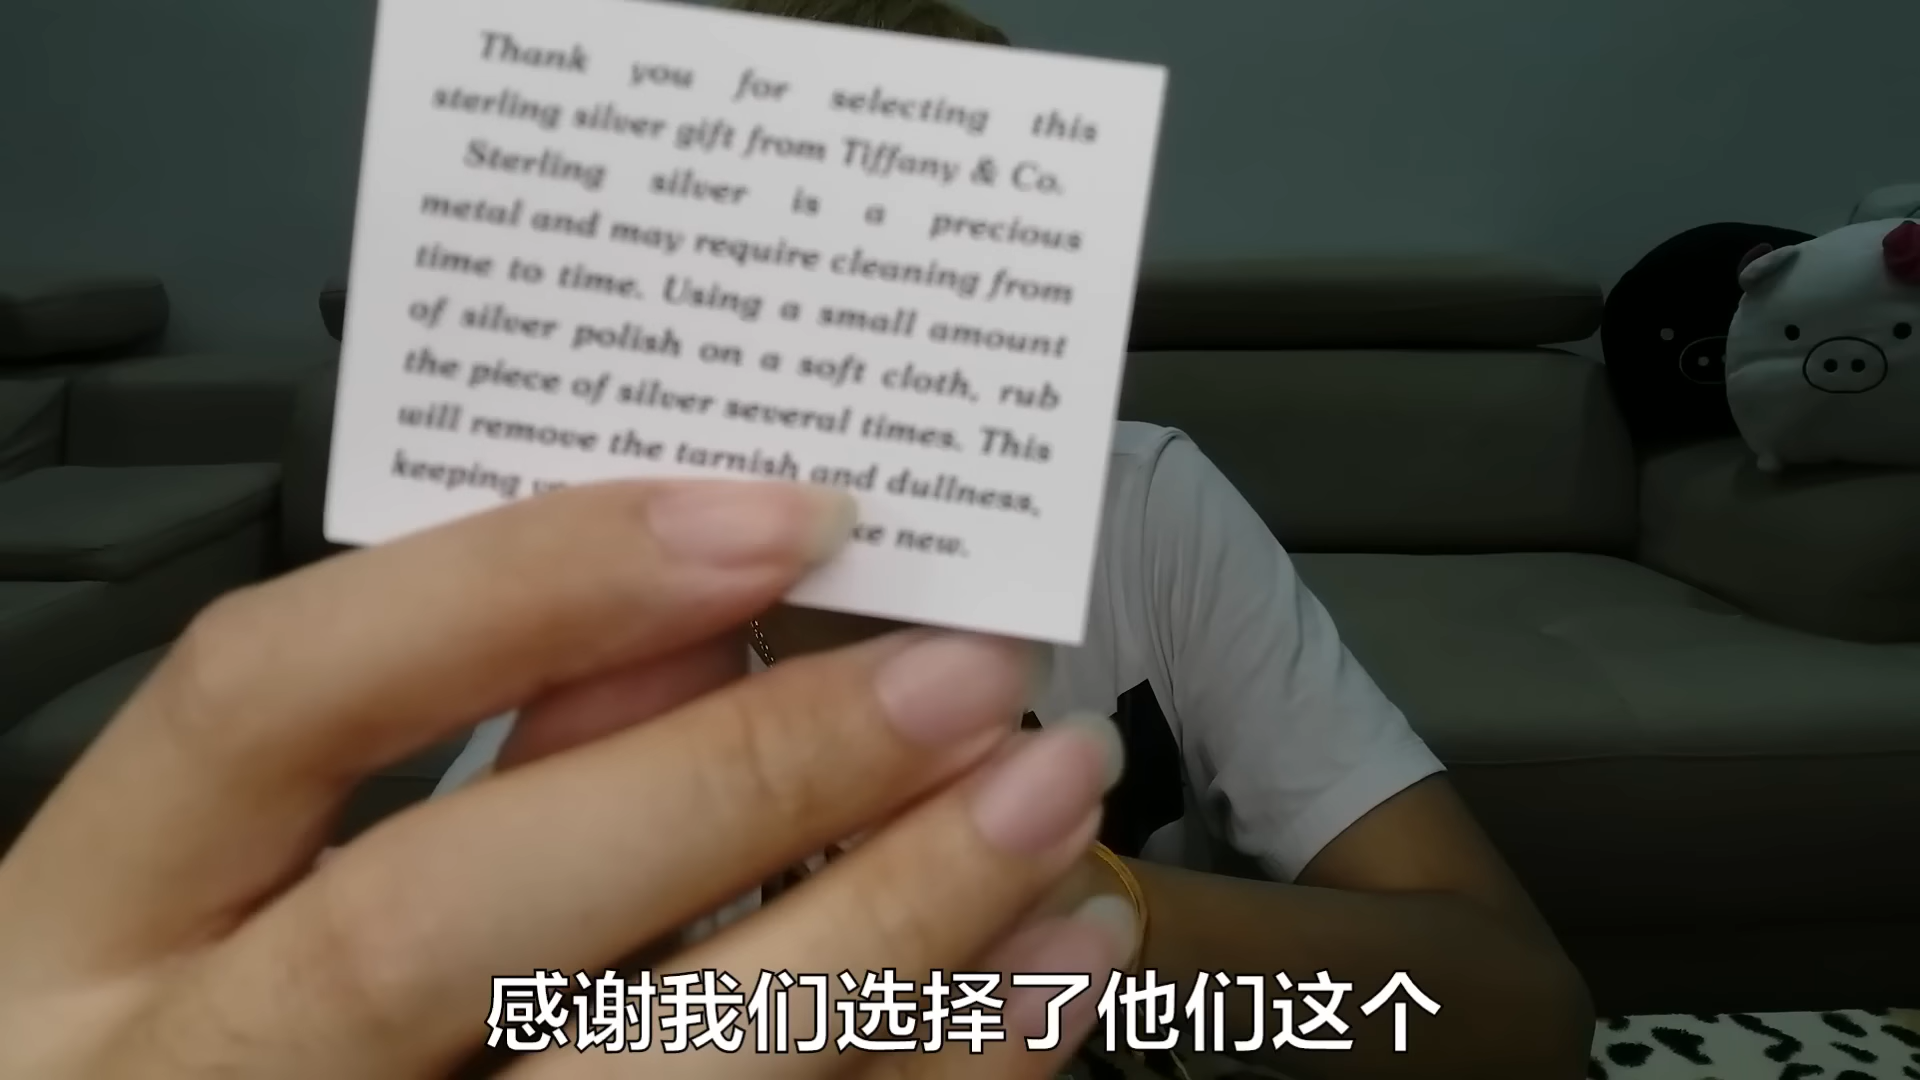 Thank you for selecting this
sterling silver gift from Tiffany & Co.
Sterling silver is a precious
metal and may require cleaning from
time to time. Using a small amount
of silver polish on a soft cloth, rub
the piece of silver several times. This
will remove the tarnish and dullness,
keeping
new.
感谢我们选择了他们这个